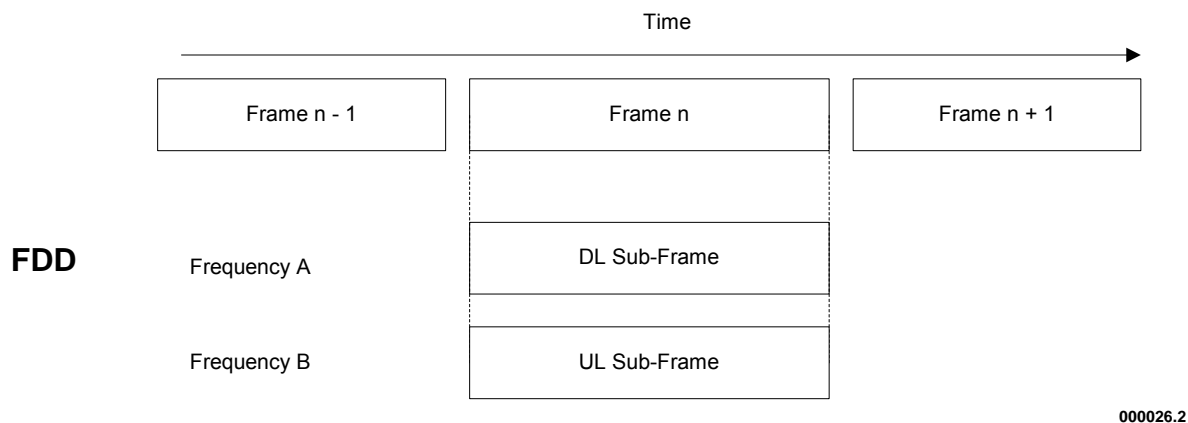 Time
Frame n - 1
Frame n
Frame n + 1
FDD
Frequency A
DL Sub-Frame
Frequency B
UL Sub-Frame
000026.2